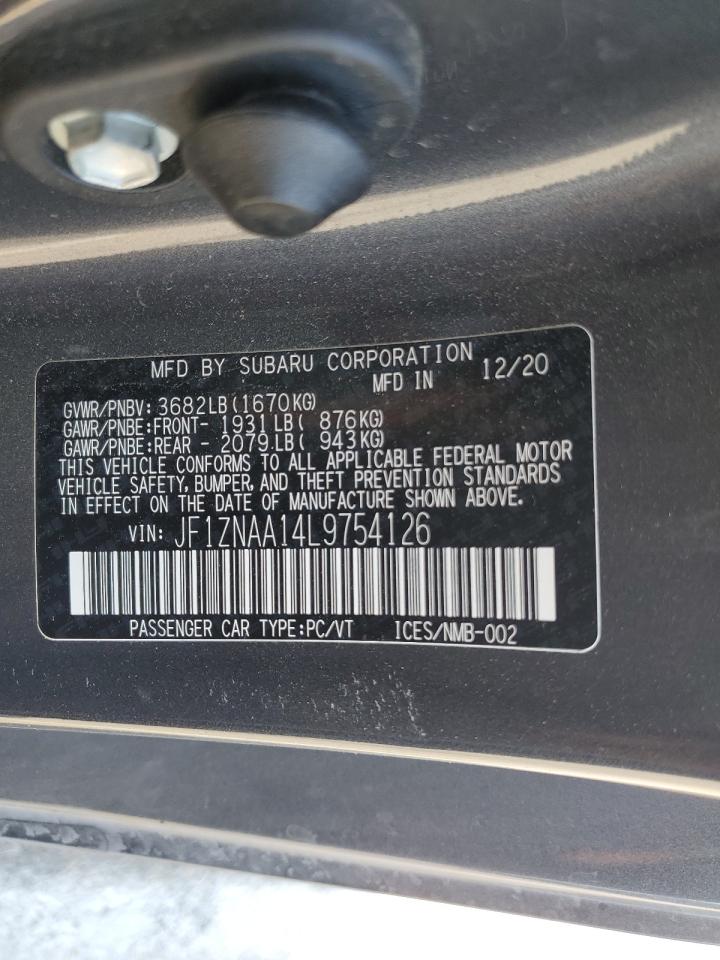 MFD BY SUBARU CORPORATION
MFD IN 12/20
GVWR/PNBV: 3682LB(1670KG)
GAWR/PNBE:FRONT- 1931LB( 876KG)
GAWR/PNBE:REAR - 2079LB( 943KG)
THIS VEHICLE CONFORMS TO ALL APPLICABLE FEDERAL MOTOR
VEHICLE SAFETY, BUMPER, AND THEFT PREVENTION STANDARDS
IN EFFECT ON THE DATE OF MANUFACTURE SHOWN ABOVE.
VIN: JF1ZNAA14L9754126
PASSENGER CAR TYPE:PC/VT ICES/NMB-002